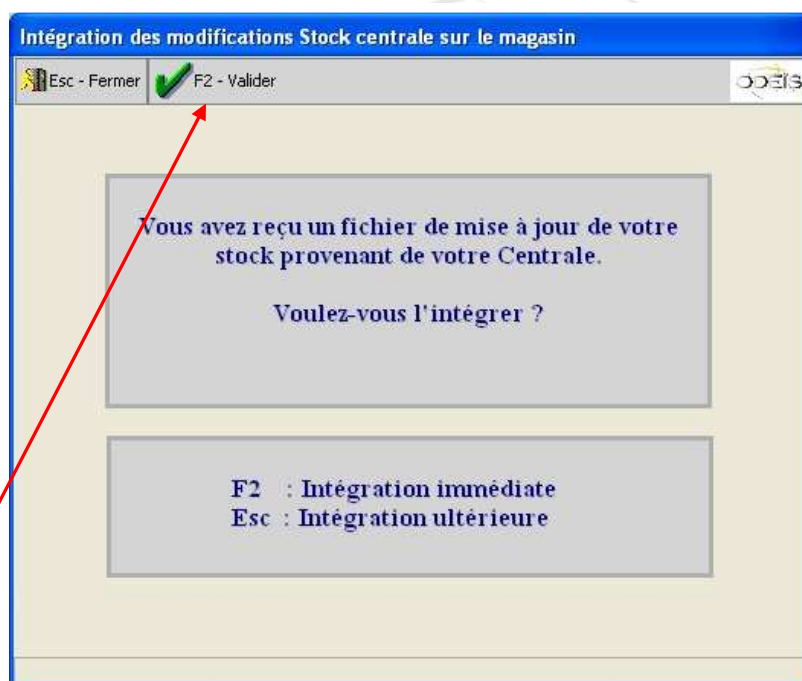 Intégration des modifications Stock centrale sur le magasin
Esc - Fermer F2 - Valider
Vous avez reçu un fichier de mise à jour de votre
stock provenant de votre Centrale.
Voulez-vous l'intégrer ?
F2 : Intégration immédiate
Esc : Intégration ultérieure